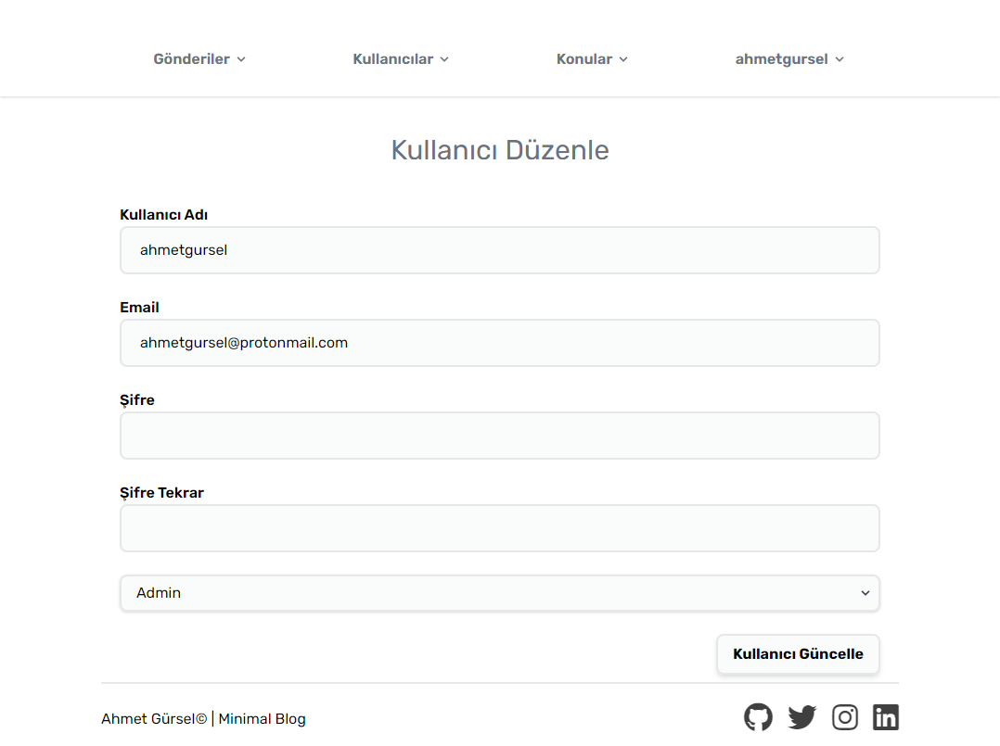 Gönderiler Kullanıcılar Konular ahmetgursel
Kullanıcı Düzenle
Kullanıcı Adı
ahmetgursel
Email
ahmetgursel@protonmail.com
Şifre
Şifre Tekrar
Admin
Kullanıcı Güncelle
Ahmet Gürsel© | Minimal Blog